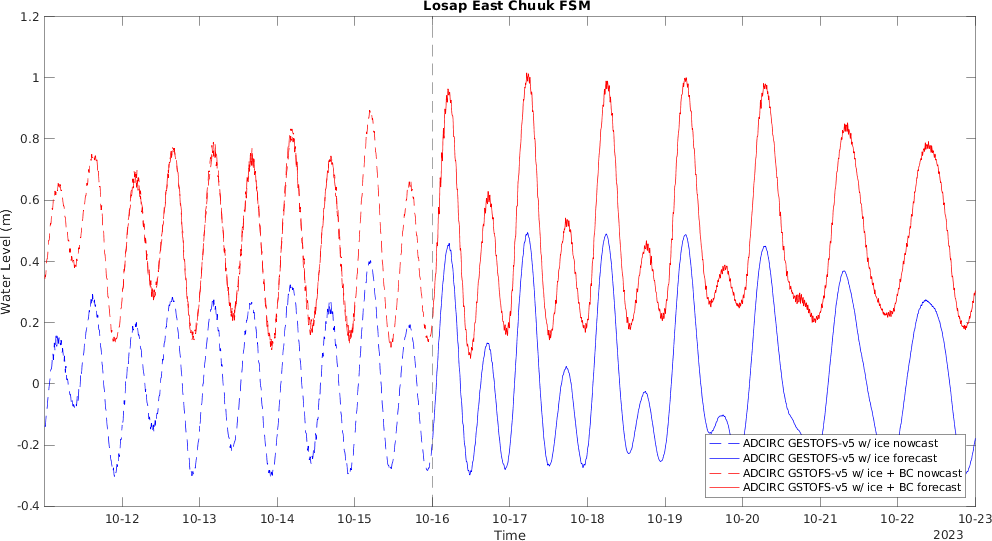 Losap East Chuuk FSM
1.2
1
0.8
0.6
0.4
0.2
0
-0.2
-0.4
Water Level (m)
ADCIRC GESTOFS-v5 w/ ice nowcast
ADCIRC GESTOFS-v5 w/ ice forecast
ADCIRC GSTOFS-v5 w/ ice + BC nowcast
ADCIRC GSTOFS-v5 w/ ice + BC forecast
10-12 10-13 10-14 10-15 10-16 10-17 10-18 10-19 10-20 10-21 10-22 10-23
Time
2023